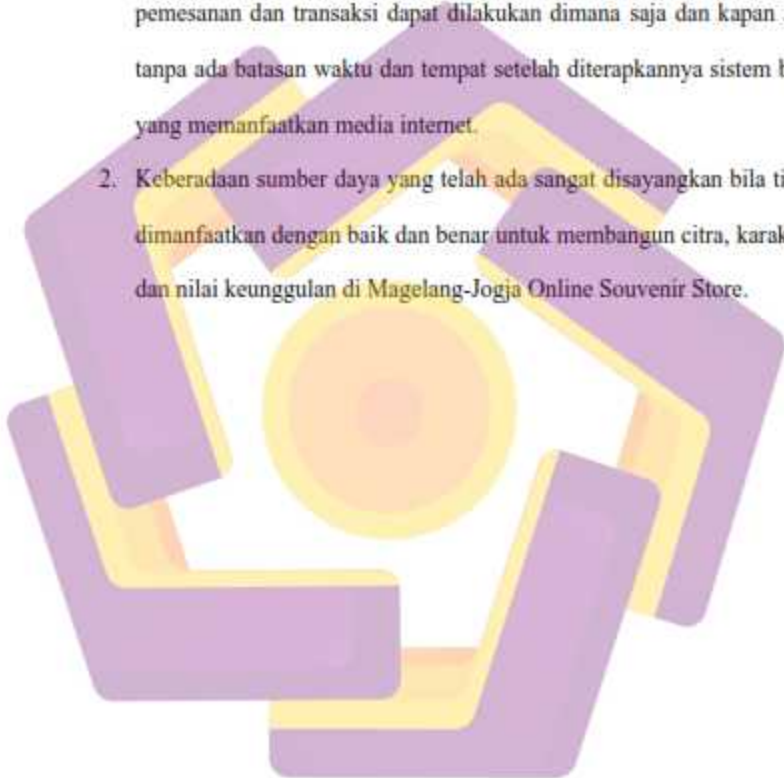 pemesanan dan transaksi dapat dilakukan dimana saja dan kapan
tanpa ada batasan waktu dan tempat setelah diterapkannya sistem
yang memanfaatkan media internet.
2. Keberadaan sumber daya yang telah ada sangat disayangkan bila
dimanfaatkan dengan baik dan benar untuk membangun citra,
dan nilai keunggulan di Magelang-Jogja Online Souvenir Store.